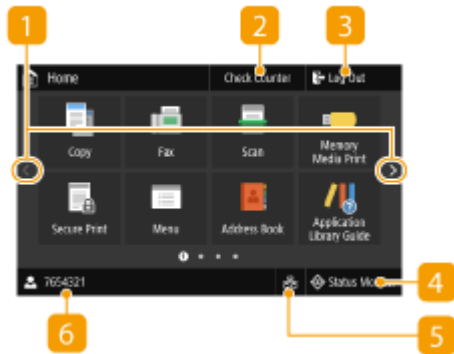 1
2
3
Home
Check Counter
Log Out
Copy
Fax
Scan
Memory
Media Print
Secure Print
Menu
Address Book
Application
Library Guide
7654321
Status Mo
4
5
6